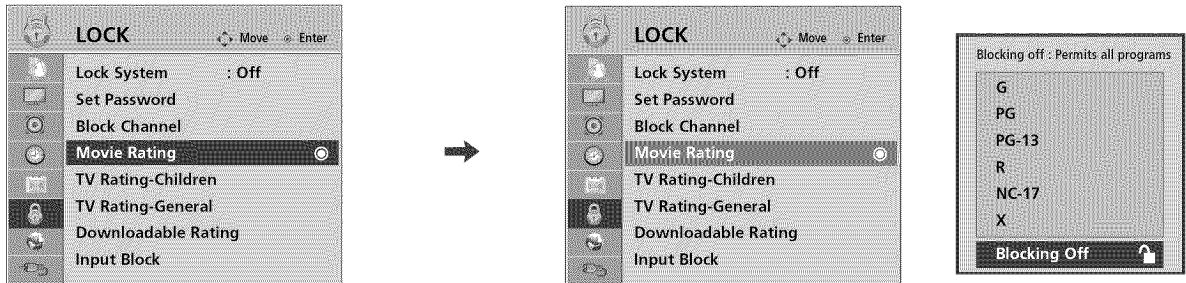 LOCK
Move Enter
Lock System : Off
Set Password
Block Channel
Movie Rating
TV Rating-Children
TV Rating-General
Downloadable Rating
Input Block
LOCK
Move Enter
Lock System : Off
Set Password
Block Channel
Movie Rating
TV Rating-Children
TV Rating-General
Downloadable Rating
Input Block
Blocking off : Permits all programs
G
PG
PG-13
R
NC-17
X
Blocking Off